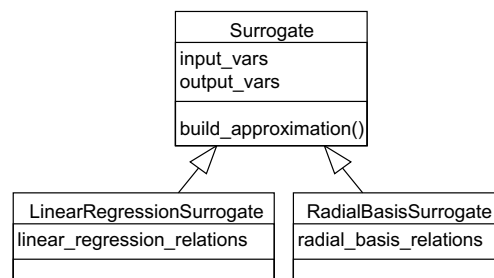 Surrogate
input_vars
output_vars
build_approximation()
LinearRegressionSurrogate
linear_regression_relations
RadialBasisSurrogate
radial_basis_relations